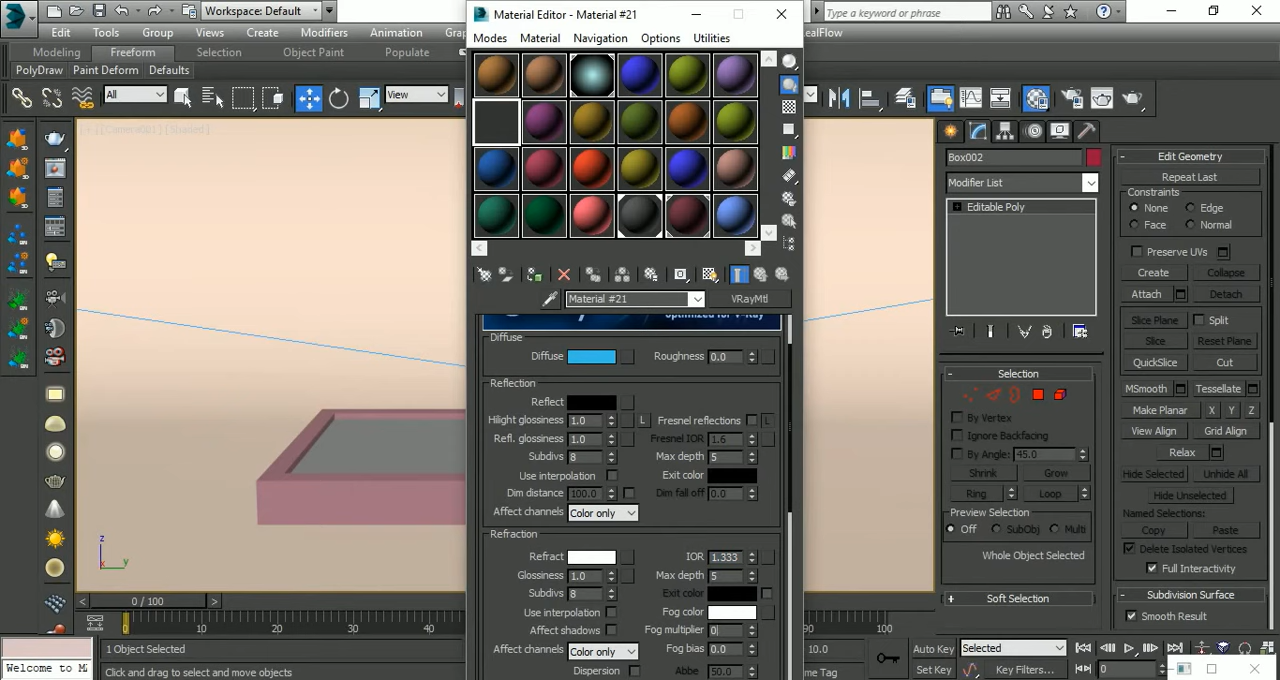 Workspace: Default
Material Editor - Material #21
Type a keyword or phrase
Edit Tools Group Views Create Modifiers Animation
Modes Material Navigation Options Utilities
RealFlow
Modeling Freeform Selection Object Paint Populate
PolyDraw Paint Deform Defaults
All View
Box002
Modifier List
Editable Poly
Edit Geometry
Repeat Last
Constraints
None Edge
Face Normal
Preserve UVs
Create Collapse
Attach Detach
Slice Plane Split
Slice Reset Plane
QuickSlice Cut
MSmooth Tessellate
Make Planar X Y Z
View Align Grid Align
Relax
Hide Selected Unhide All
Hide Unselected
Named Selections:
Copy Paste
Delete Isolated Vertices
Full Interactivity
Subdivision Surface
Smooth Result
Selection
By Vertex
Ignore Backfacing
By Angle: 45.0
Shrink Grow
Ring Loop
Preview Selection
Off SubObj Multi
Whole Object Selected
Soft Selection
Material #21 VRayMtl
optimized for V-Ray
Diffuse
Diffuse Roughness 0.0
Reflection
Reflect
Hilight glossiness 1.0 L Fresnel reflections L
Refl. glossiness 1.0 Fresnel IOR 1.6
Subdivs 8 Max depth 5
Use interpolation Exit color
Dim distance 100.0 Dim fall off 0.0
Affect channels Color only
Refraction
Refract IOR 1.333
Glossiness 1.0 Max depth 5
Subdivs 8 Exit color
Use interpolation Fog color
Affect shadows Fog multiplier 0
Affect channels Color only Fog bias 0.0
Dispersion Abbe 50.0
z
x y
0 / 100
0 10 20 30 40 80 90 100
1 Object Selected
Click and drag to select and move objects
Welcome to M
10.0
me Tag
Auto Key Selected
Set Key Key Filters...
0